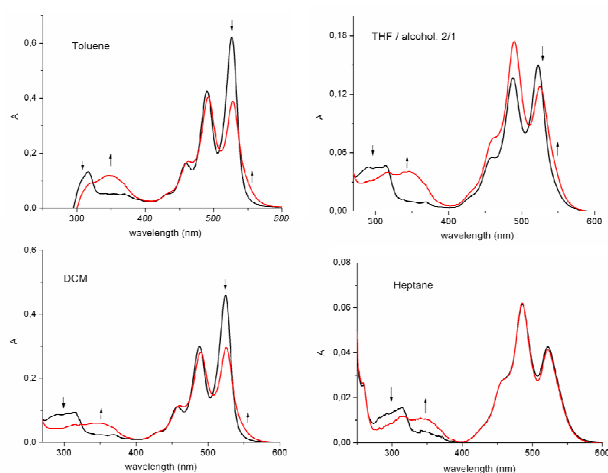 Toluene
0,6
0,4
0,2
0,0
A
300 400 500 600
wavelength (nm)
THF / alcohol. 2/1
0,18
0,12
0,06
0,00
A
300 400 500 600
wavelength (nm)
DCM
0,6
0,4
0,2
0,0
A
300 400 500 600
wavelength (nm)
Heptane
0,08
0,06
0,04
0,02
0,00
A
300 400 500 600
wavelength (nm)